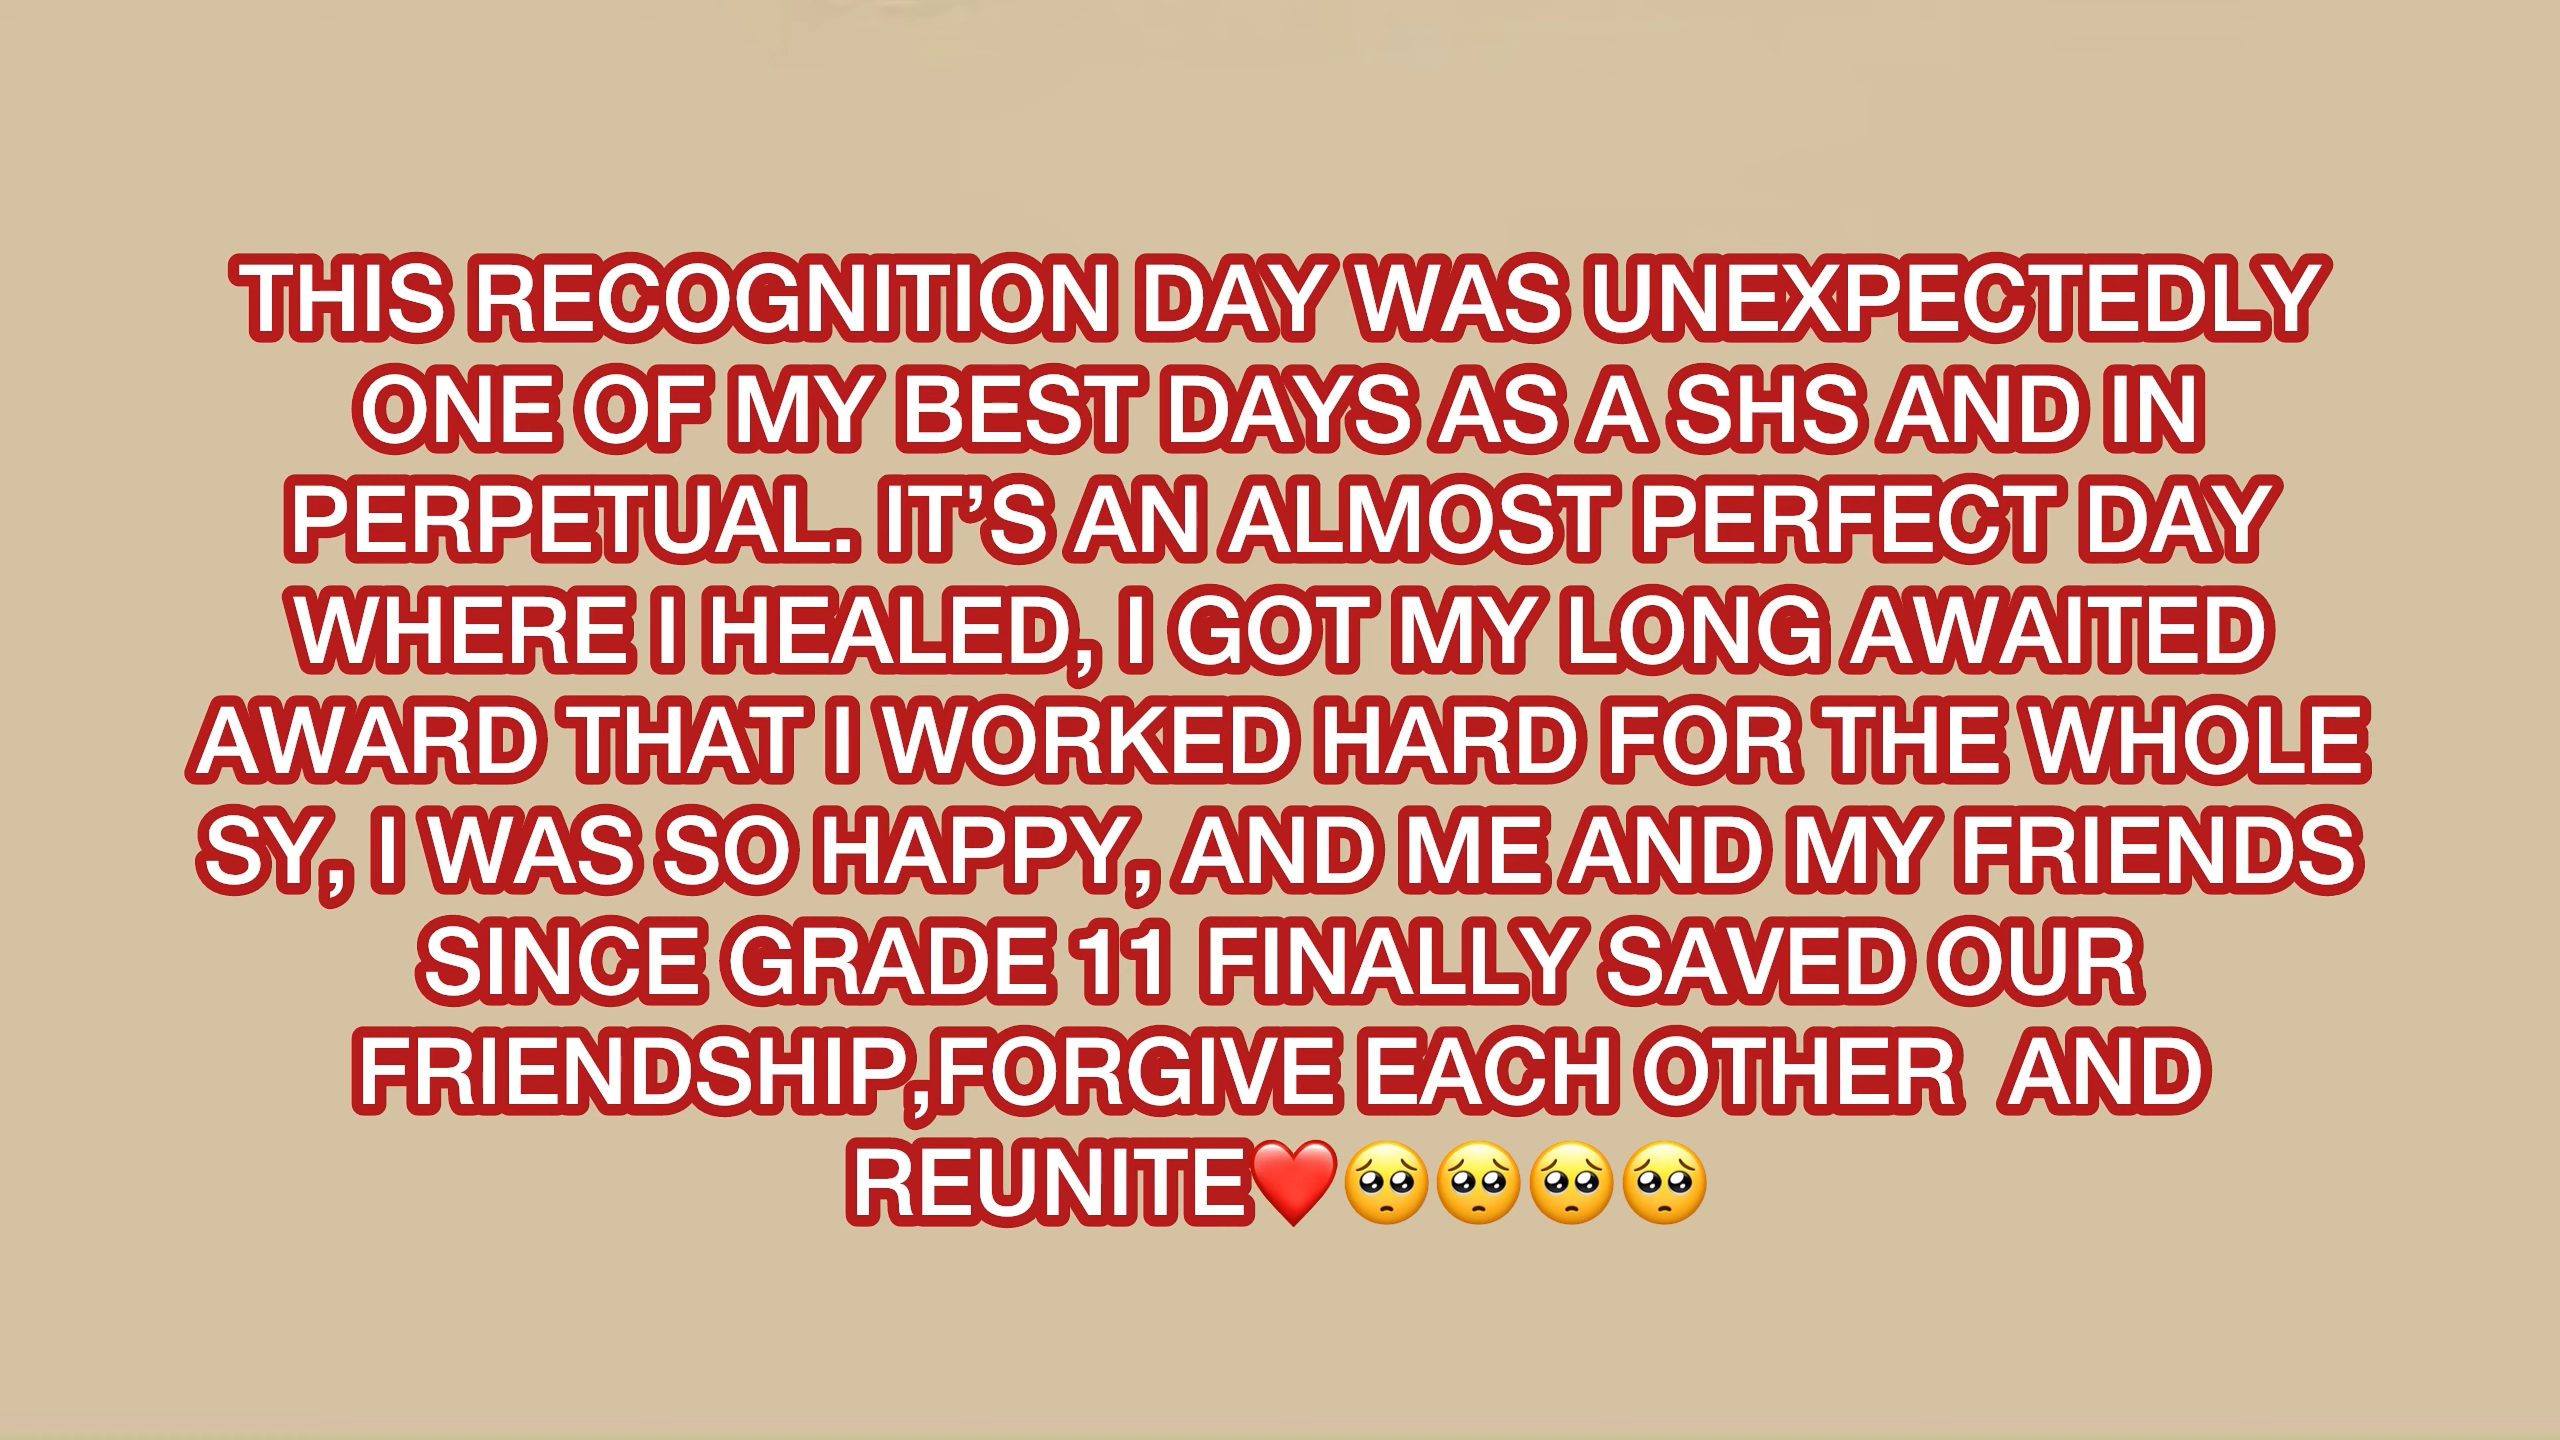 THIS RECOGNITION DAY WAS UNEXPECTEDLY
ONE OF MY BEST DAYS AS A SHS AND IN
PERPETUAL. IT’S AN ALMOST PERFECT DAY
WHERE I HEALED, I GOT MY LONG AWAITED
AWARD THAT I WORKED HARD FOR THE WHOLE
SY, I WAS SO HAPPY, AND ME AND MY FRIENDS
SINCE GRADE 11 FINALLY SAVED OUR
FRIENDSHIP,FORGIVE EACH OTHER  AND
REUNITE❤️🥺🥺🥺🥺